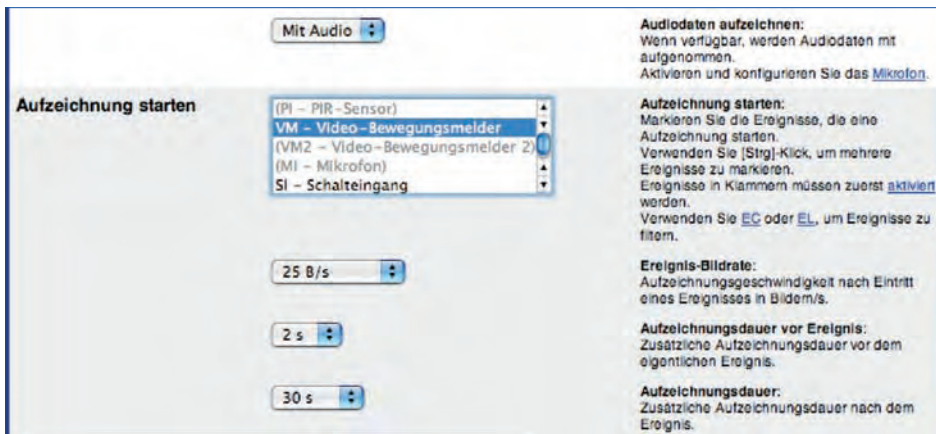 Mit Audio
Audiodaten aufzeichnen:
Wenn verfügbar, werden Audiodaten mit
aufgenommen.
Aktivieren und konfigurieren Sie das Mikrofon.
Aufzeichnung starten
(PI - PIR-Sensor)
VM - Video-Bewegungsmelder
(VM2 - Video-Bewegungsmelder 2)
(MI - Mikrofon)
SI - Schalteingang
Aufzeichnung starten:
Markieren Sie die Ereignisse, die eine
Aufzeichnung starten.
Verwenden Sie [Strg]-Klick, um mehrere
Ereignisse zu markieren.
Ereignisse in Klammern müssen zuerst aktiviert
werden.
Verwenden Sie EC oder EL, um Ereignisse zu
filtern.
25 B/s
Ereignis-Bildrate:
Aufzeichnungsgeschwindigkeit nach Eintritt
eines Ereignisses in Bildern/s.
2 s
Aufzeichnungsdauer vor Ereignis:
Zusätzliche Aufzeichnungsdauer vor dem
eigentlichen Ereignis.
30 s
Aufzeichnungsdauer:
Zusätzliche Aufzeichnungsdauer nach dem
Ereignis.